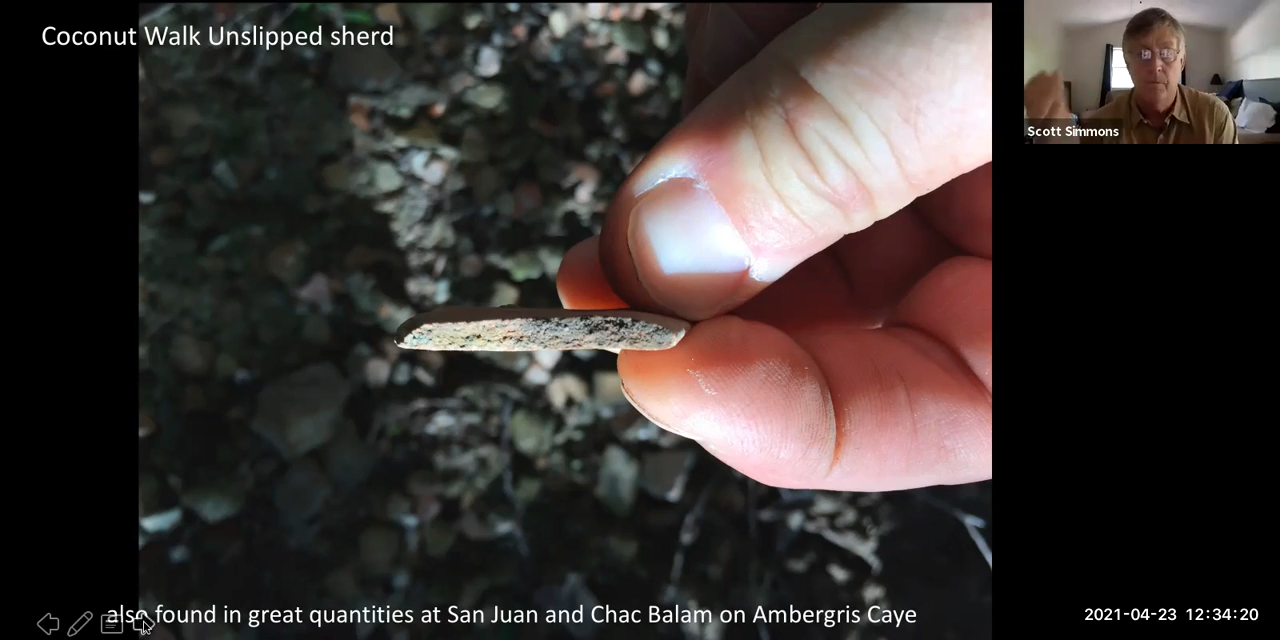 Coconut Walk Unslipped sherd
Scott Simmons
also found in great quantities at San Juan and Chac Balam on Ambergris Caye
2021-04-23 12:34:20